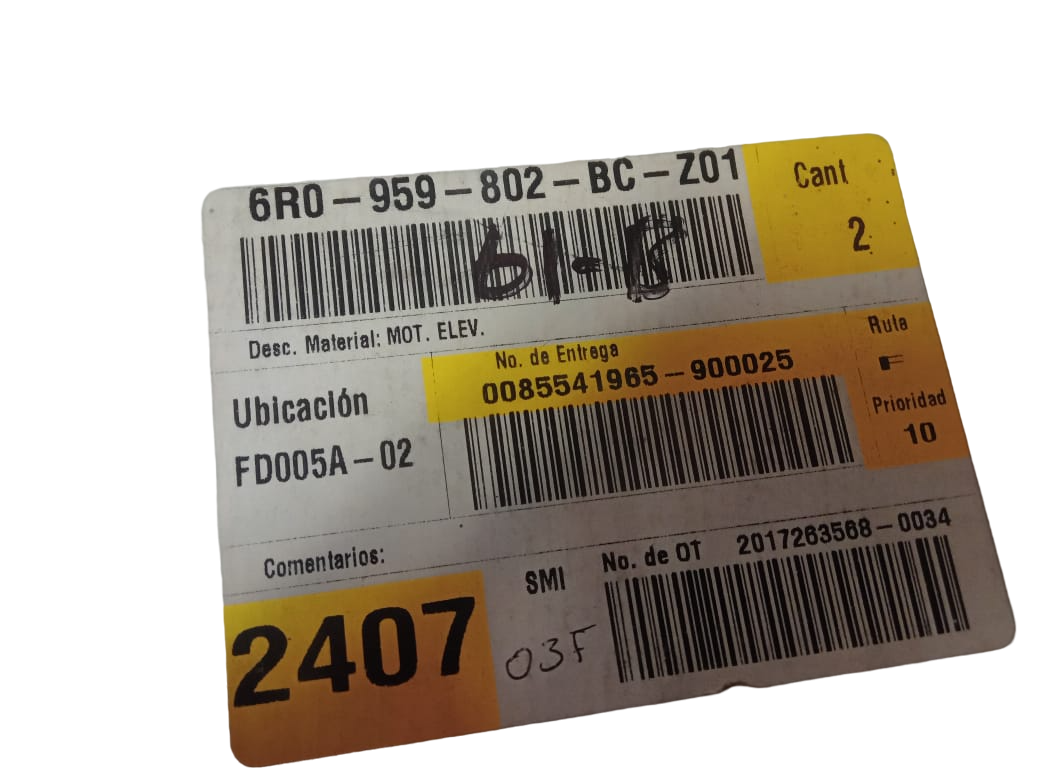 6R0-959-802-BC-Z01
Cant
2
61-B
Desc. Material: MOT. ELEV.
No. de Entrega
0085541965-900025
Ruta
F
Prioridad
10
Ubicación
FD005A-02
Comentarios:
SMI
No. de OT 2017263568-0034
2407
03F